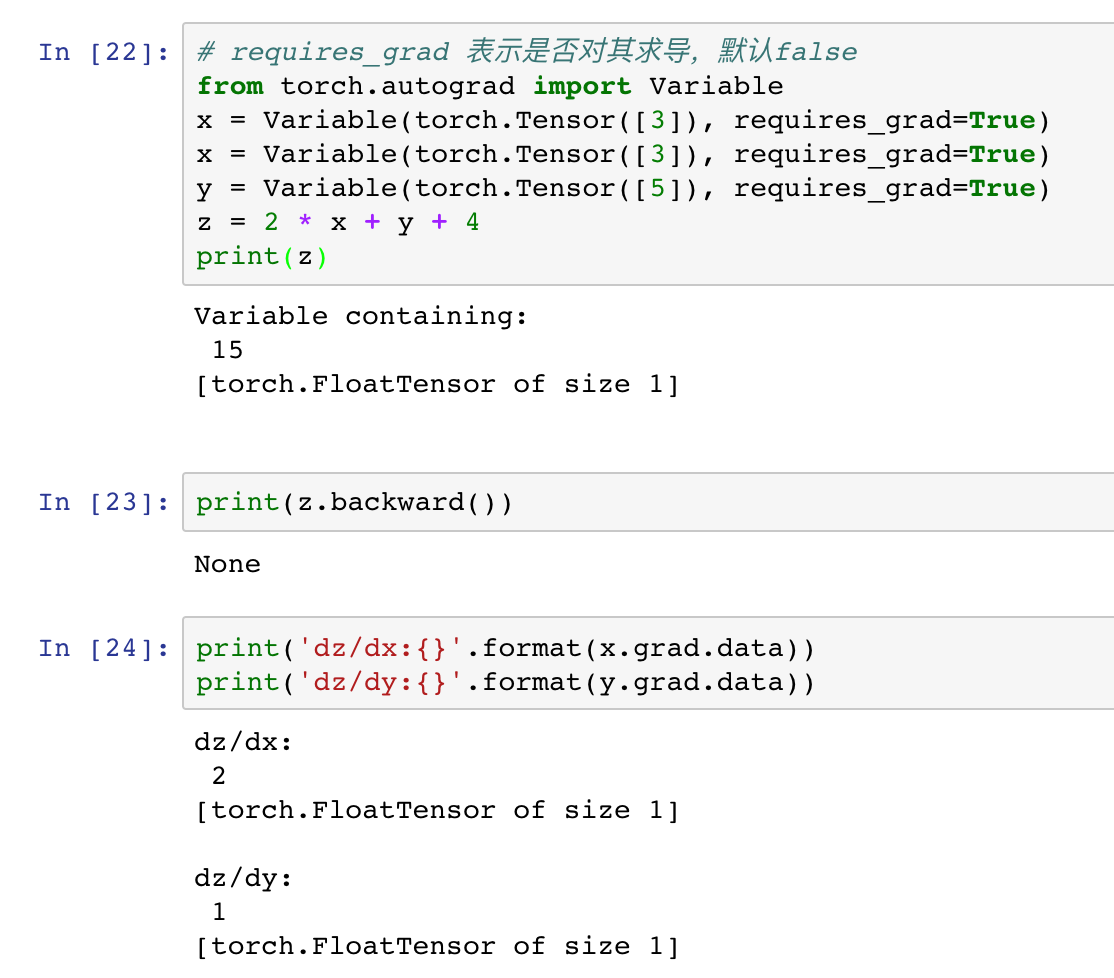 In [22]:
# requires_grad 表示是否对其求导，默认false
from torch.autograd import Variable
x = Variable(torch.Tensor([3]), requires_grad=True)
x = Variable(torch.Tensor([3]), requires_grad=True)
y = Variable(torch.Tensor([5]), requires_grad=True)
z = 2 * x + y + 4
print(z)
Variable containing:
 15
[torch.FloatTensor of size 1]
In [23]:
print(z.backward())
None
In [24]:
print('dz/dx:{}'.format(x.grad.data))
print('dz/dy:{}'.format(y.grad.data))
dz/dx:
 2
[torch.FloatTensor of size 1]
dz/dy:
 1
[torch.FloatTensor of size 1]